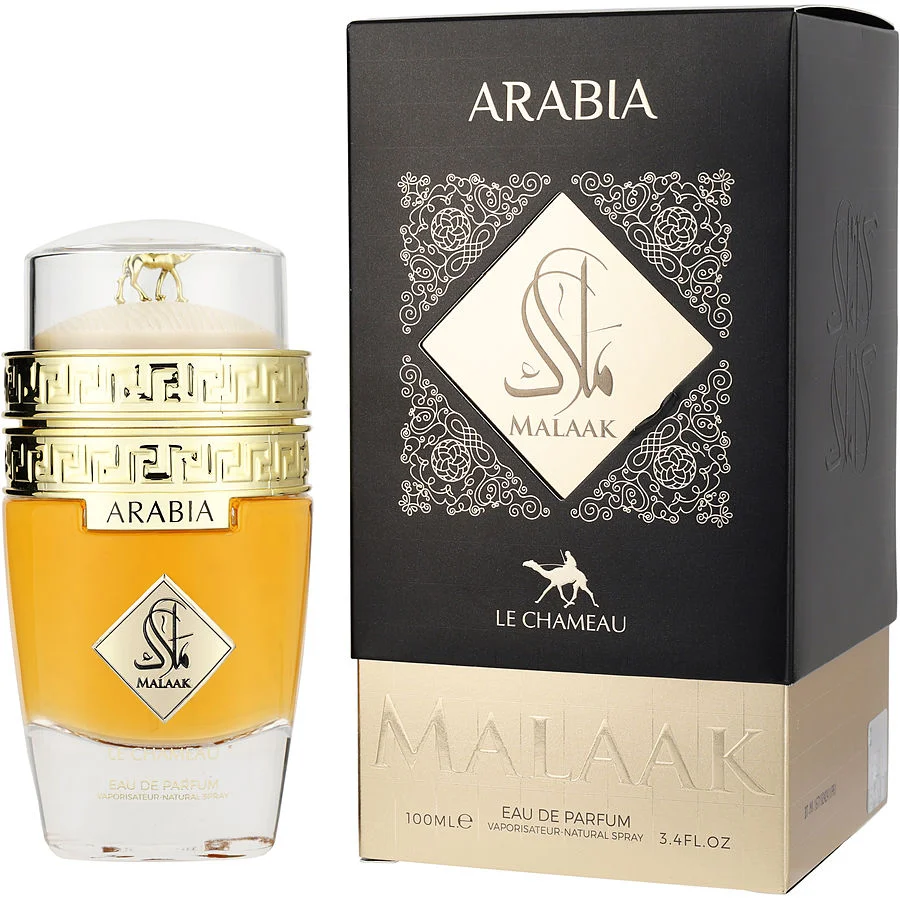 ARABIA
ملاك
MALAAK
LE CHAMEAU
EAU DE PARFUM
VAPORISATEUR-NATURAL SPRAY
ARABIA
ملاك
MALAAK
LE CHAMEAU
MALAAK
100ML.e
EAU DE PARFUM
VAPORISATEUR-NATURAL SPRAY
3.4FL.OZ